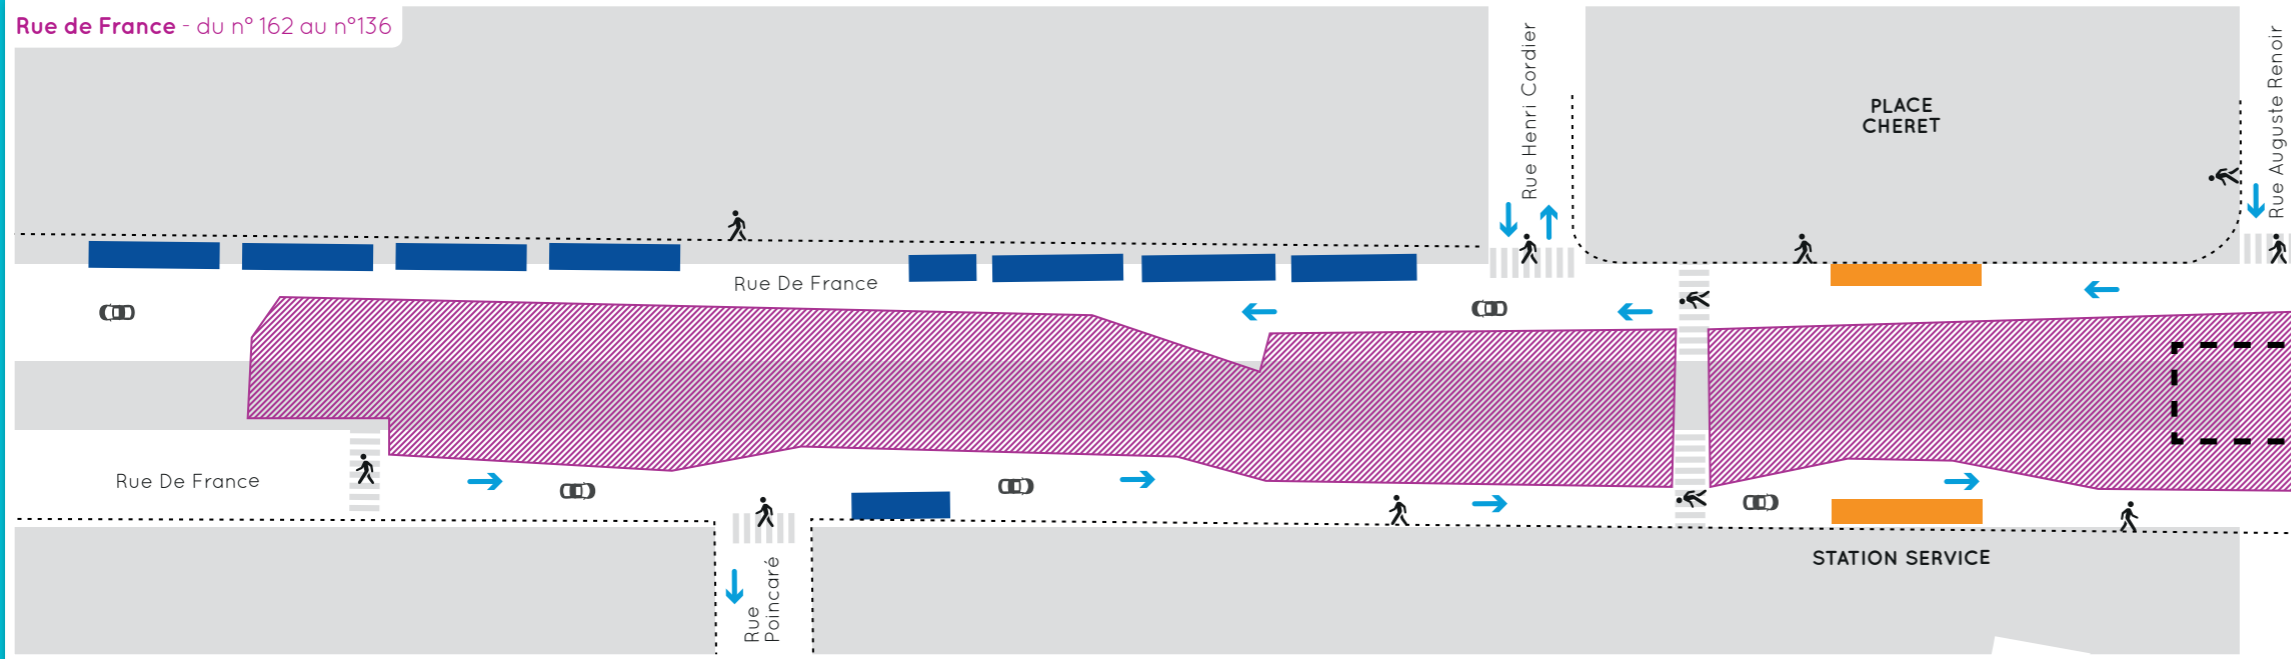 Rue de France - du n° 162 au n°136
Rue Henri Cordier
PLACE
CHERET
Rue Auguste Renoir
Rue De France
Rue De France
STATION SERVICE
Rue
Poincaré